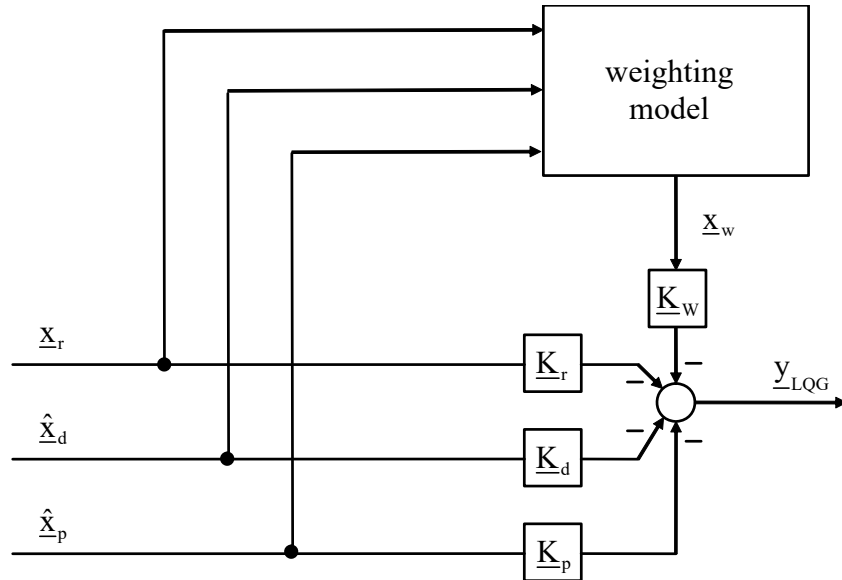 weighting
model
x_w
K_W
x_r
K_r
y_LQG
x̂_d
K_d
x̂_p
K_p
−
−
−
−